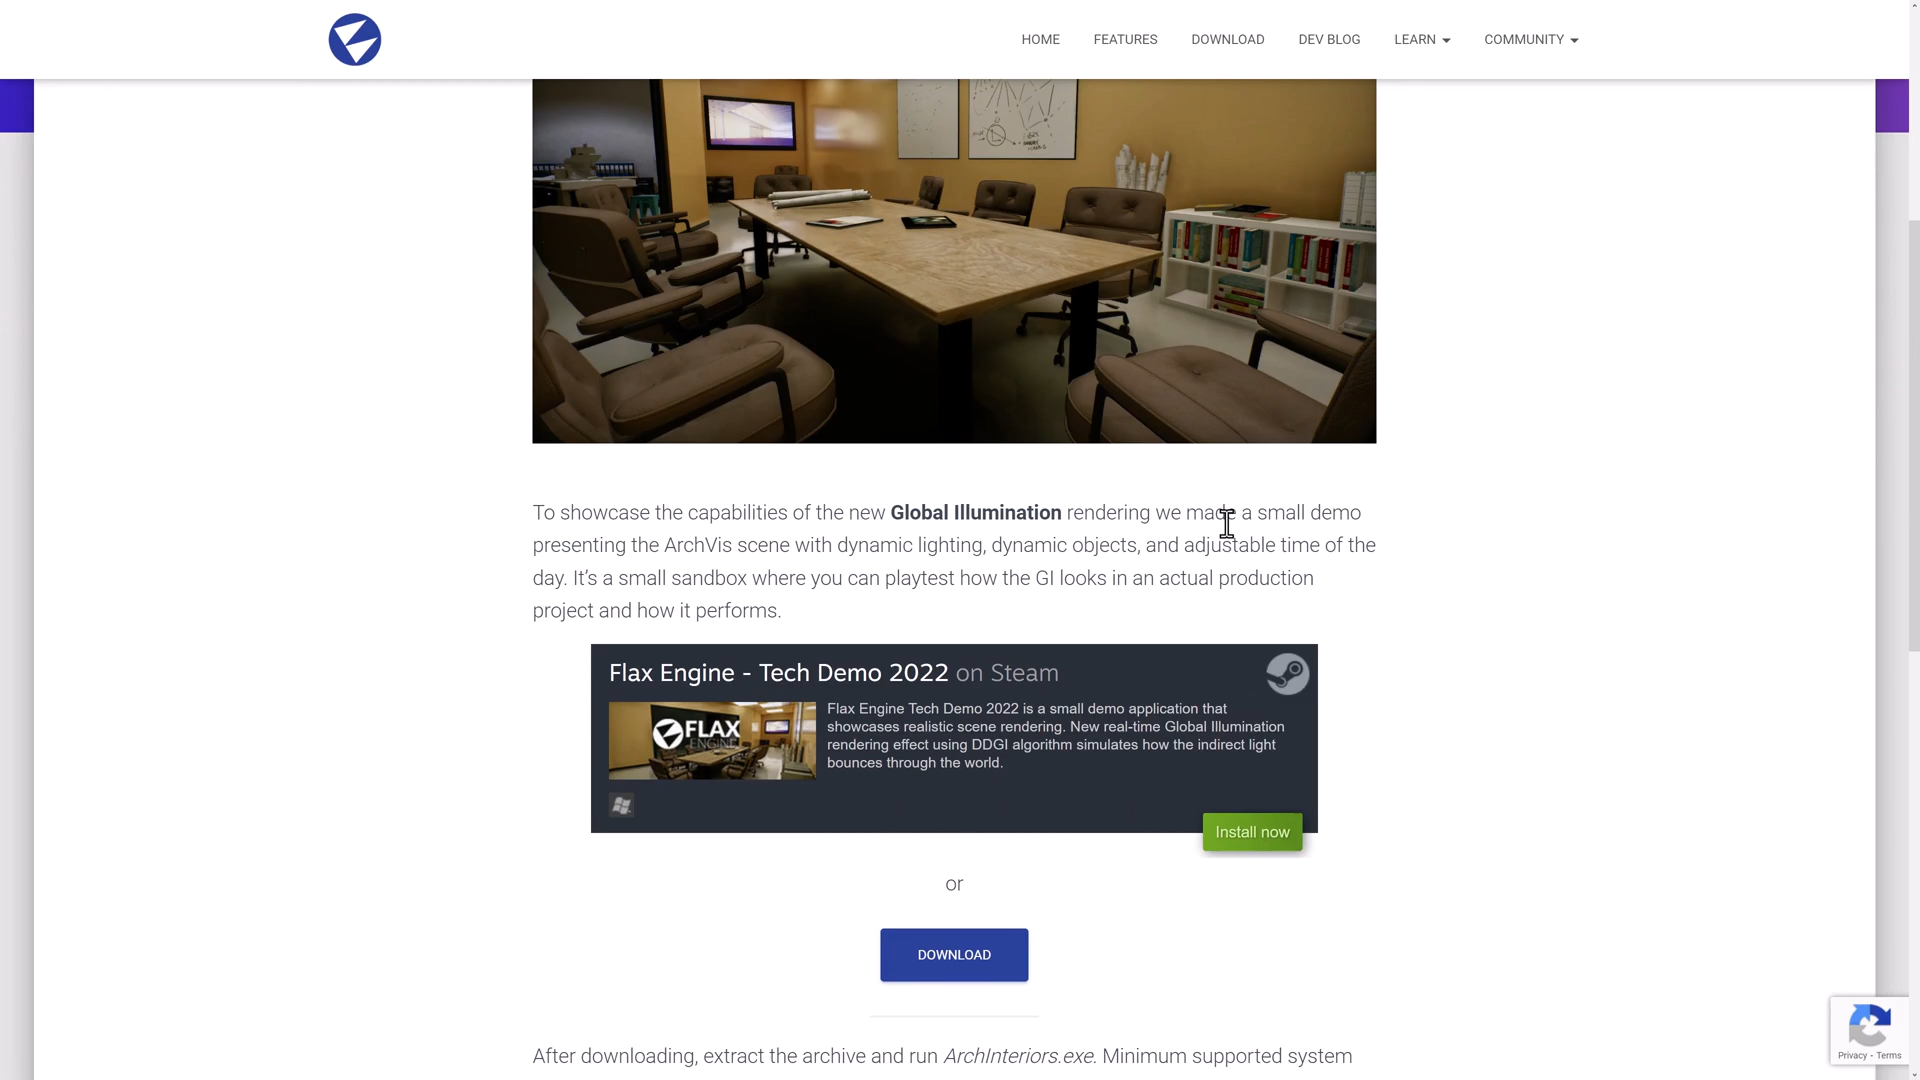 HOME FEATURES DOWNLOAD DEV BLOG LEARN COMMUNITY
To showcase the capabilities of the new Global Illumination rendering we made a small demo
presenting the ArchVis scene with dynamic lighting, dynamic objects, and adjustable time of the
day. It’s a small sandbox where you can playtest how the GI looks in an actual production
project and how it performs.
Flax Engine - Tech Demo 2022 on Steam
FLAX
ENGINE
Flax Engine Tech Demo 2022 is a small demo application that
showcases realistic scene rendering. New real-time Global Illumination
rendering effect using DDGI algorithm simulates how the indirect light
bounces through the world.
Install now
or
DOWNLOAD
After downloading, extract the archive and run ArchInteriors.exe. Minimum supported system
Privacy - Terms